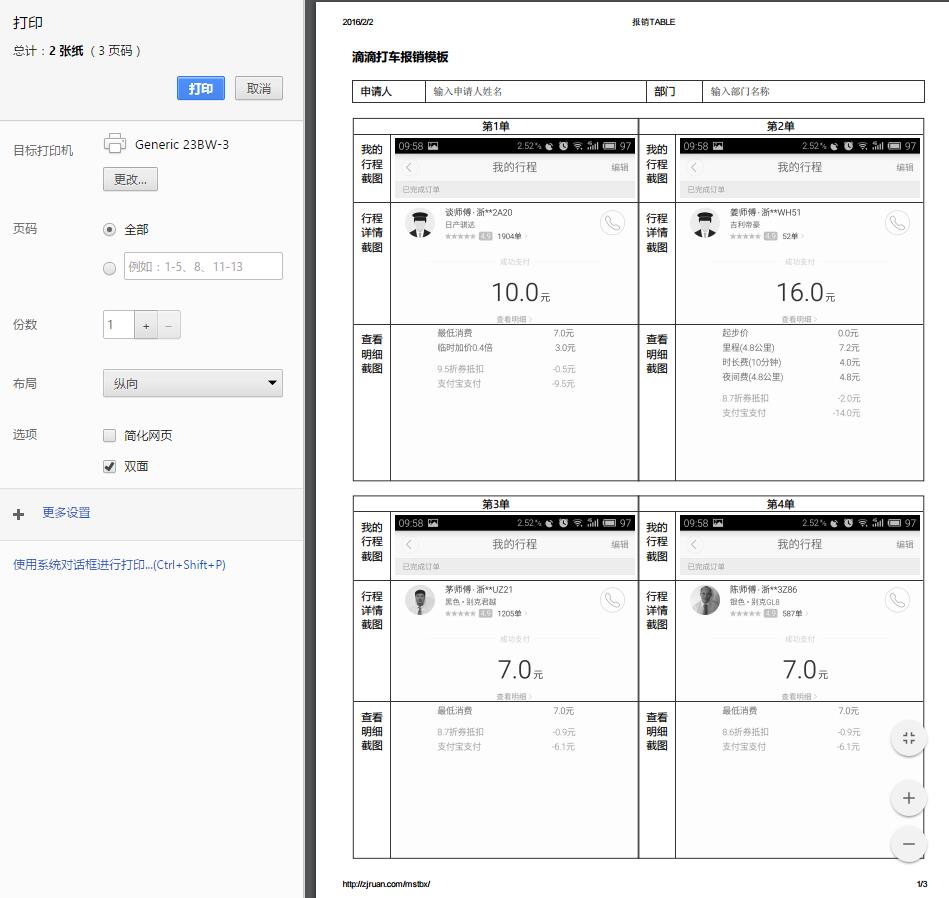 打印
总计：2 张纸（3 页码）
打印 取消
目标打印机 Generic 23BW-3
更改...
页码 全部
例如：1-5、8、11-13
份数 1 + −
布局 纵向
选项 简化网页
双面
更多设置
使用系统对话框进行打印...(Ctrl+Shift+P)
2016/2/2 报销TABLE
滴滴打车报销模板
申请人 输入申请人姓名 部门 输入部门名称
第1单
我的
行程
截图
09:58 2.52% 97
我的行程 编辑
已完成订单
行程
详情
截图
谈师傅 · 浙**2A20
日产骐达
★★★★★ 4.9 1904单
成功支付
10.0元
查看明细
查看
明细
截图
最低消费 7.0元
临时加价0.4倍 3.0元
9.5折券抵扣 -0.5元
支付宝支付 -9.5元
第2单
我的
行程
截图
09:58 2.52% 97
我的行程 编辑
已完成订单
行程
详情
截图
姜师傅 · 浙**WH51
吉利帝豪
★★★★★ 4.9 52单
成功支付
16.0元
查看明细
查看
明细
截图
起步价 0.0元
里程(4.8公里) 7.2元
时长费(10分钟) 4.0元
夜间费(4.8公里) 4.8元
8.7折券抵扣 -2.0元
支付宝支付 -14.0元
第3单
我的
行程
截图
09:58 2.52% 97
我的行程 编辑
已完成订单
行程
详情
截图
茅师傅 · 浙**UZ21
黑色 • 别克君越
★★★★★ 4.9 1205单
成功支付
7.0元
查看明细
查看
明细
截图
最低消费 7.0元
8.7折券抵扣 -0.9元
支付宝支付 -6.1元
第4单
我的
行程
截图
09:58 2.52% 97
我的行程 编辑
已完成订单
行程
详情
截图
陈师傅 · 浙**3Z86
银色 • 别克GL8
★★★★★ 4.9 587单
成功支付
7.0元
查看明细
查看
明细
截图
最低消费 7.0元
8.6折券抵扣 -0.9元
支付宝支付 -6.1元
http://zjruan.com/mstbx/ 1/3